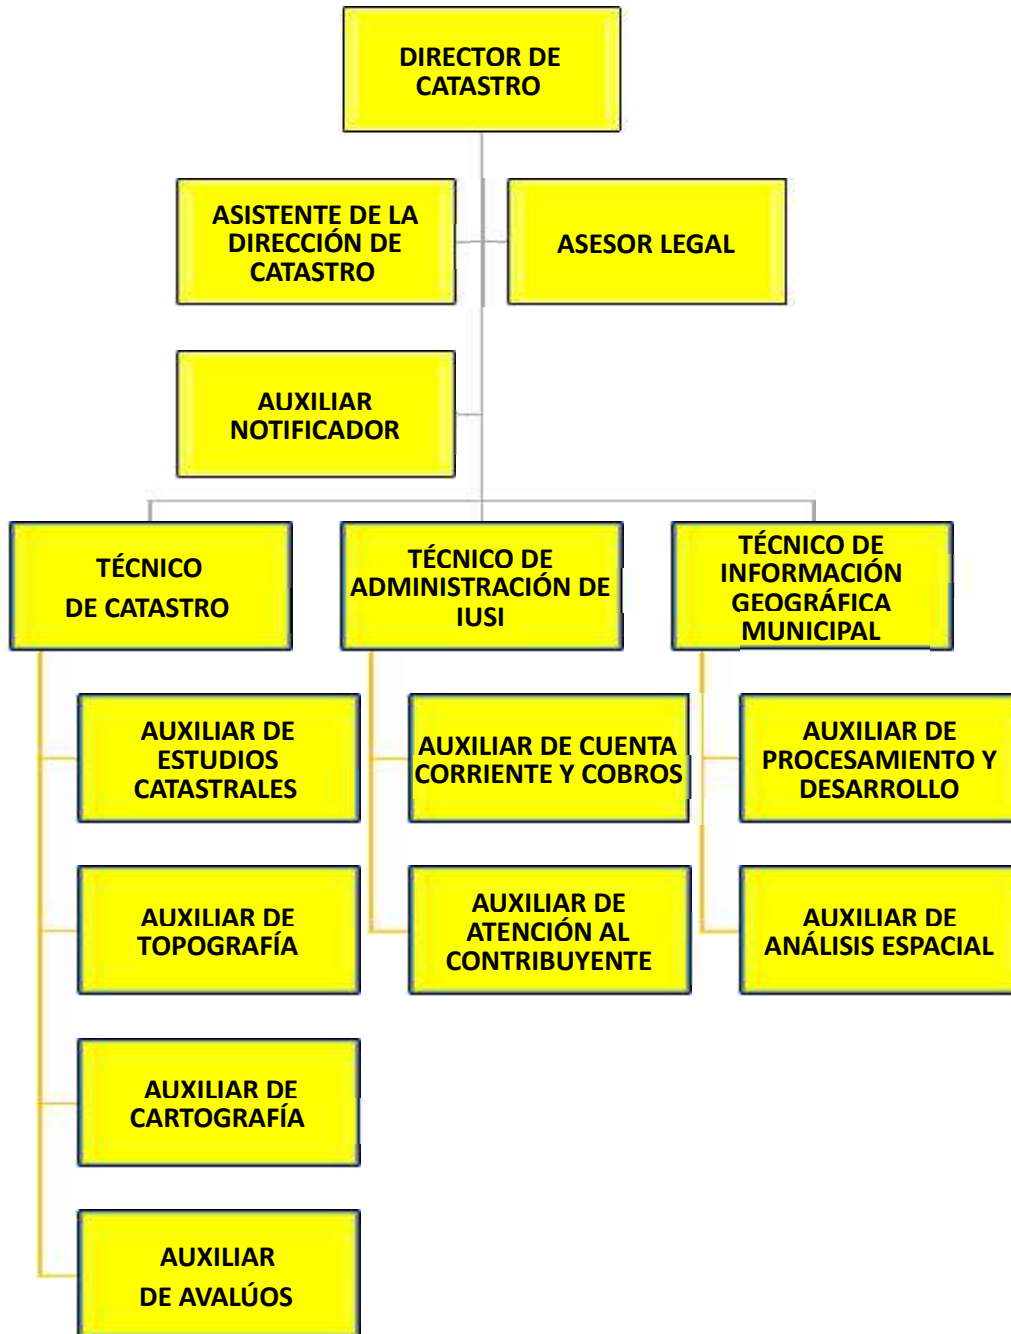 DIRECTOR DE
CATASTRO
ASISTENTE DE LA
DIRECCIÓN DE
CATASTRO
ASESOR LEGAL
AUXILIAR
NOTIFICADOR
TÉCNICO
DE CATASTRO
TÉCNICO DE
ADMINISTRACIÓN DE
IUSI
TÉCNICO DE
INFORMACIÓN
GEOGRÁFICA
MUNICIPAL
AUXILIAR DE
ESTUDIOS
CATASTRALES
AUXILIAR DE CUENTA
CORRIENTE Y COBROS
AUXILIAR DE
PROCESAMIENTO Y
DESARROLLO
AUXILIAR DE
TOPOGRAFÍA
AUXILIAR DE
ATENCIÓN AL
CONTRIBUYENTE
AUXILIAR DE
ANÁLISIS ESPACIAL
AUXILIAR DE
CARTOGRAFÍA
AUXILIAR
DE AVALÚOS